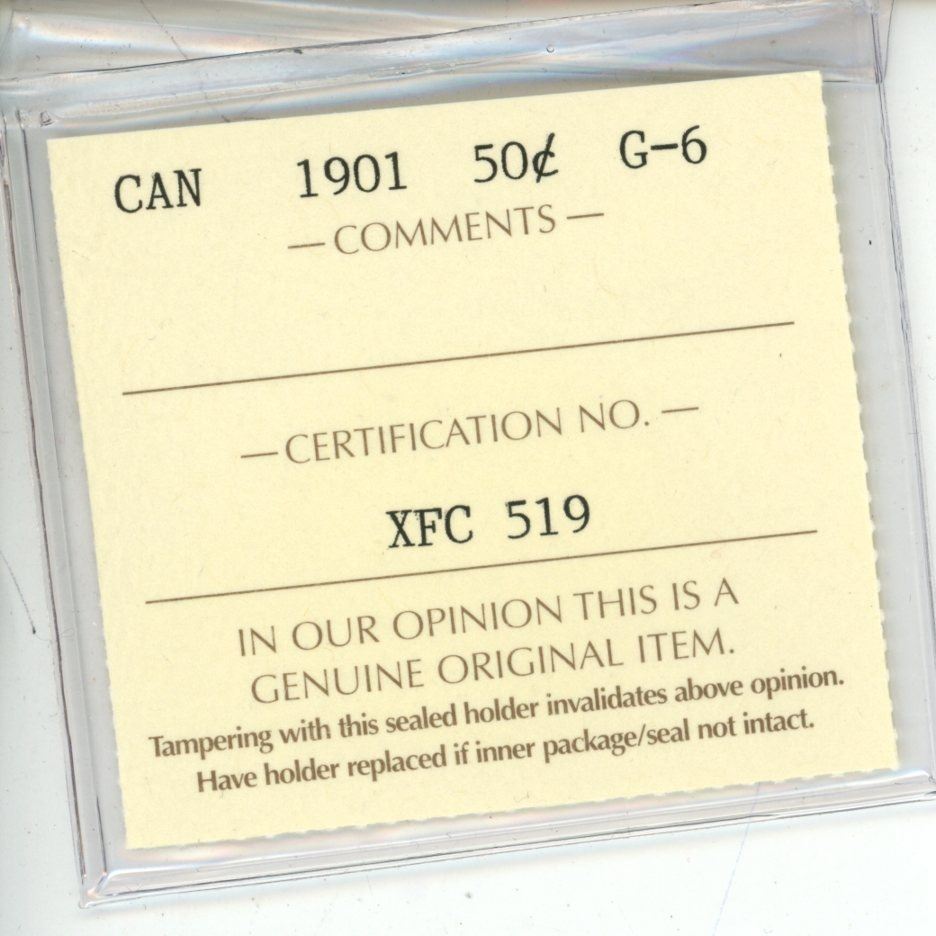 CAN 1901 50¢ G-6
— COMMENTS —
— CERTIFICATION NO. —
XFC 519
IN OUR OPINION THIS IS A
GENUINE ORIGINAL ITEM.
Tampering with this sealed holder invalidates above opinion.
Have holder replaced if inner package/seal not intact.